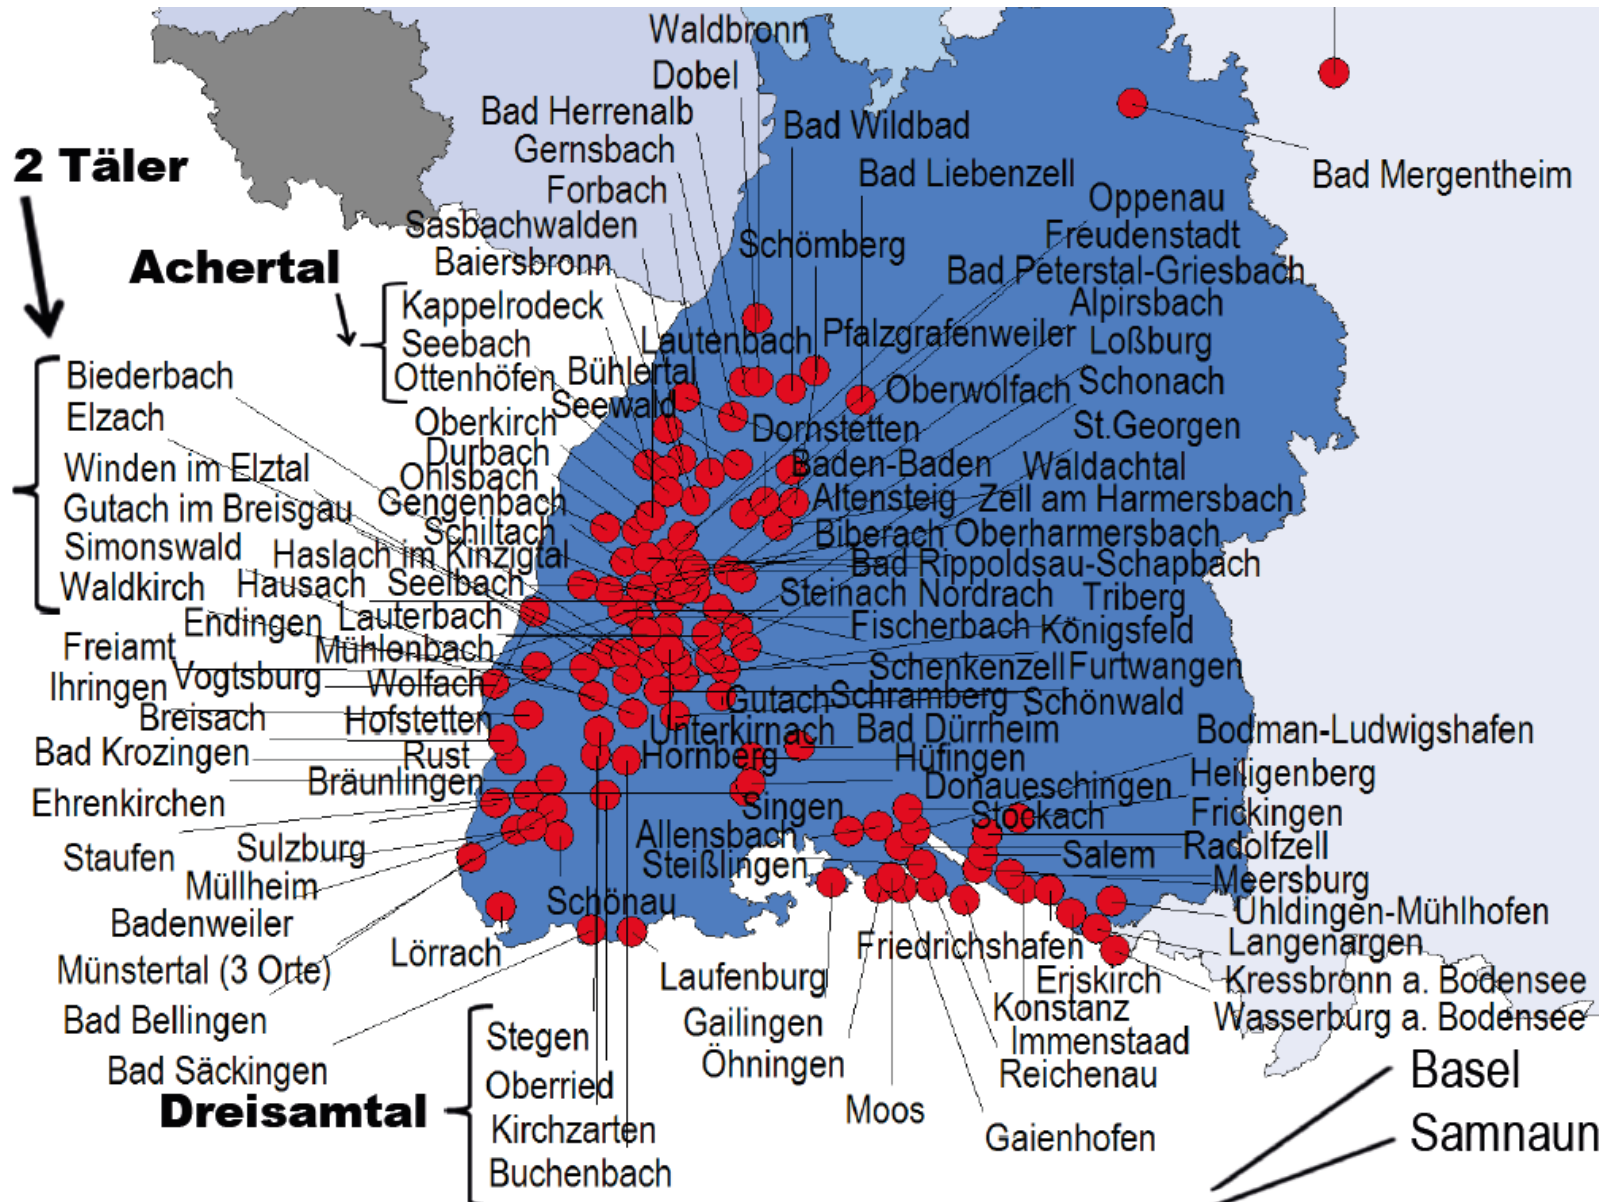 Waldbronn
Dobel
Bad Herrenalb
Bad Wildbad
Gernsbach
2 Täler
Bad Liebenzell
Bad Mergentheim
Forbach
Oppenau
Sasbachwalden
Freudenstadt
Schömberg
Baiersbronn
Achertal
Bad Peterstal-Griesbach
Kappelrodeck
Alpirsbach
Seebach
Lautenbach
Pfalzgrafenweiler
Loßburg
Biederbach
Ottenhöfen
Bühlertal
Oberwolfach
Schonach
Seewald
Elzach
Oberkirch
Dornstetten
St.Georgen
Durbach
Winden im Elztal
Ohlsbach
Baden-Baden
Waldachtal
Gutach im Breisgau
Gengenbach
Altensteig
Zell am Harmersbach
Schiltach
Biberach
Oberharmersbach
Simonswald
Haslach im Kinzigtal
Bad Rippoldsau-Schapbach
Waldkirch
Hausach
Seelbach
Steinach
Nordrach
Triberg
Endingen
Lauterbach
Fischerbach
Königsfeld
Freiamt
Mühlenbach
Schenkenzell
Furtwangen
Ihringen
Vogtsburg
Wolfach
Gutach
Schramberg
Schönwald
Breisach
Hofstetten
Unterkirnach
Bad Dürrheim
Bodman-Ludwigshafen
Bad Krozingen
Rust
Hornberg
Hüfingen
Heiligenberg
Bräunlingen
Donaueschingen
Ehrenkirchen
Singen
Stockach
Frickingen
Allensbach
Radolfzell
Staufen
Sulzburg
Steißlingen
Salem
Müllheim
Meersburg
Schönau
Uhldingen-Mühlhofen
Badenweiler
Lörrach
Friedrichshafen
Langenargen
Münstertal (3 Orte)
Laufenburg
Eriskirch
Kressbronn a. Bodensee
Bad Bellingen
Gailingen
Konstanz
Wasserburg a. Bodensee
Stegen
Immenstaad
Bad Säckingen
Öhningen
Reichenau
Basel
Oberried
Dreisamtal
Moos
Kirchzarten
Gaienhofen
Samnaun
Buchenbach